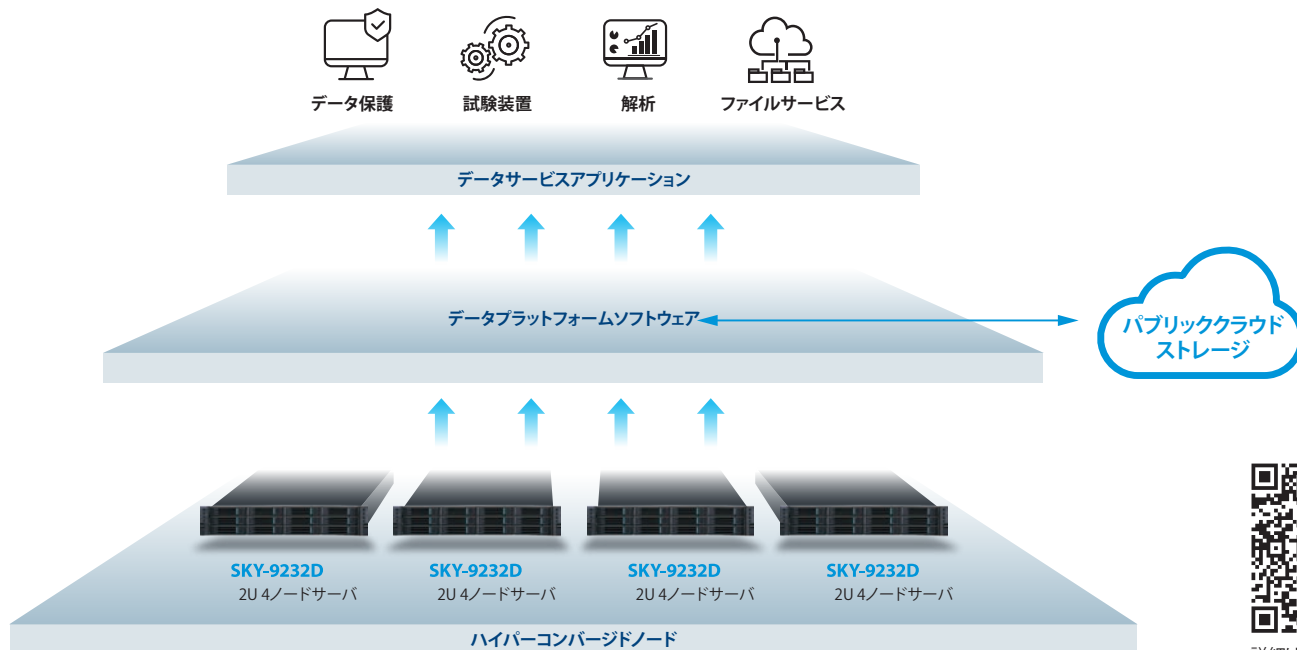 データ保護
試験装置
解析
ファイルサービス
データサービスアプリケーション
データプラットフォームソフトウェア
パブリッククラウド
ストレージ
SKY-9232D
2U 4ノードサーバ
SKY-9232D
2U 4ノードサーバ
SKY-9232D
2U 4ノードサーバ
SKY-9232D
2U 4ノードサーバ
ハイパーコンバージドノード